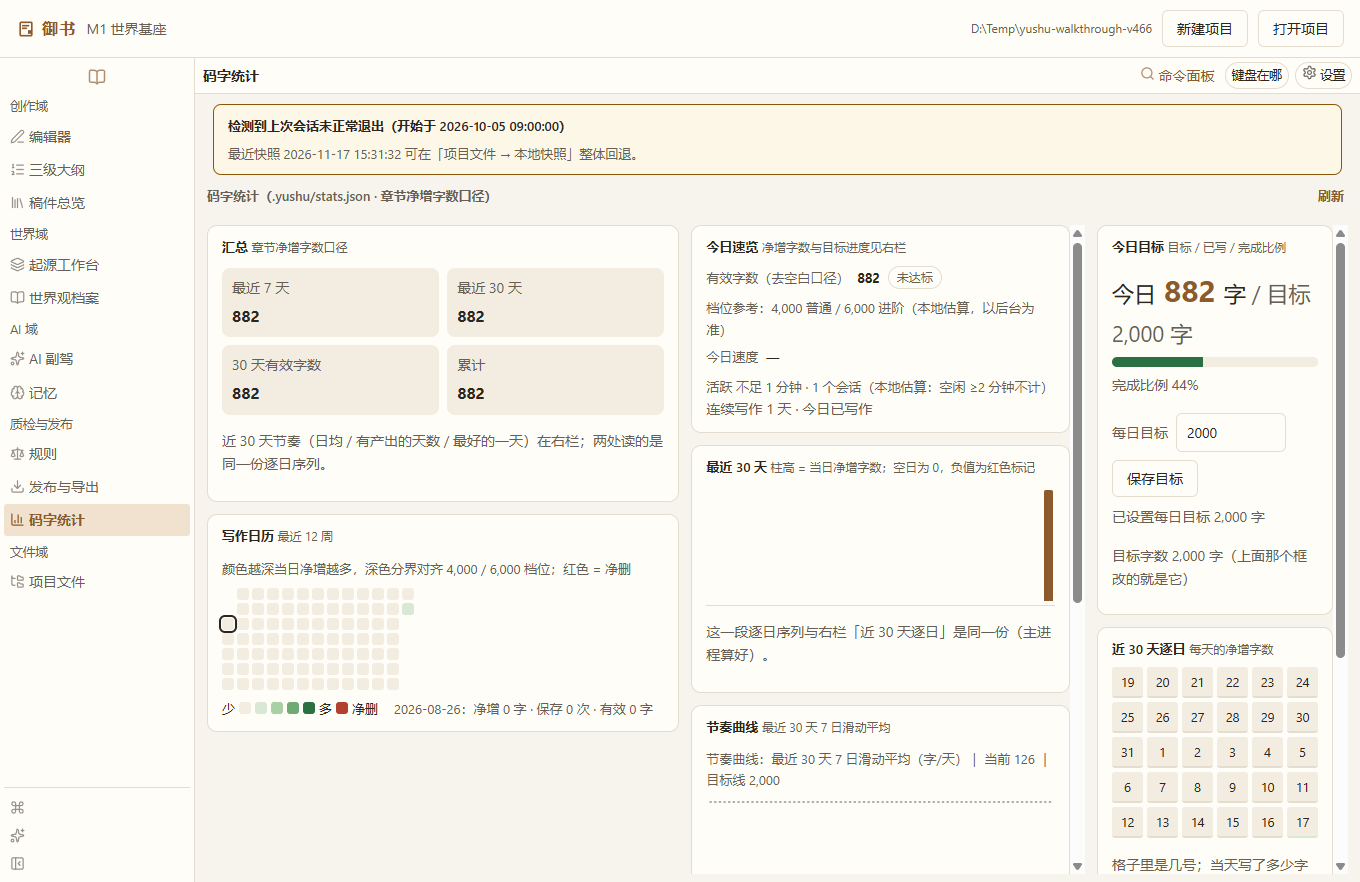 御书 M1 世界基座
D:\Temp\yushu-walkthrough-v466 新建项目 打开项目
创作域
编辑器
三级大纲
稿件总览
世界域
起源工作台
世界观档案
AI 域
AI 副驾
记忆
质检与发布
规则
发布与导出
码字统计
文件域
项目文件
码字统计
命令面板 键盘在哪 设置
检测到上次会话未正常退出（开始于 2026-10-05 09:00:00）
最近快照 2026-11-17 15:31:32 可在「项目文件 → 本地快照」整体回退。
码字统计（.yushu/stats.json · 章节净增字数口径）
刷新
汇总 章节净增字数口径
最近 7 天
882
最近 30 天
882
30 天有效字数
882
累计
882
近 30 天节奏（日均 / 有产出的天数 / 最好的一天）在右栏；两处读的是
同一份逐日序列。
写作日历 最近 12 周
颜色越深当日净增越多，深色分界对齐 4,000 / 6,000 档位；红色 = 净删
少 多 净删 2026-08-26：净增 0 字 · 保存 0 次 · 有效 0 字
今日速览 净增字数与目标进度见右栏
有效字数（去空白口径） 882 未达标
档位参考：4,000 普通 / 6,000 进阶（本地估算，以后台为
准）
今日速度 —
活跃 不足 1 分钟 · 1 个会话（本地估算：空闲 ≥2 分钟不计）
连续写作 1 天 · 今日已写作
最近 30 天 柱高 = 当日净增字数；空日为 0，负值为红色标记
这一段逐日序列与右栏「近 30 天逐日」是同一份（主进
程算好）。
节奏曲线 最近 30 天 7 日滑动平均
节奏曲线：最近 30 天 7 日滑动平均（字/天）｜ 当前 126 ｜
目标线 2,000
今日目标 目标 / 已写 / 完成比例
今日 882 字 / 目标
2,000 字
完成比例 44%
每日目标 2000
保存目标
已设置每日目标 2,000 字
目标字数 2,000 字（上面那个框
改的就是它）
近 30 天逐日 每天的净增字数
19 20 21 22 23 24
25 26 27 28 29 30
31 1 2 3 4 5
6 7 8 9 10 11
12 13 14 15 16 17
格子里是几号；当天写了多少字